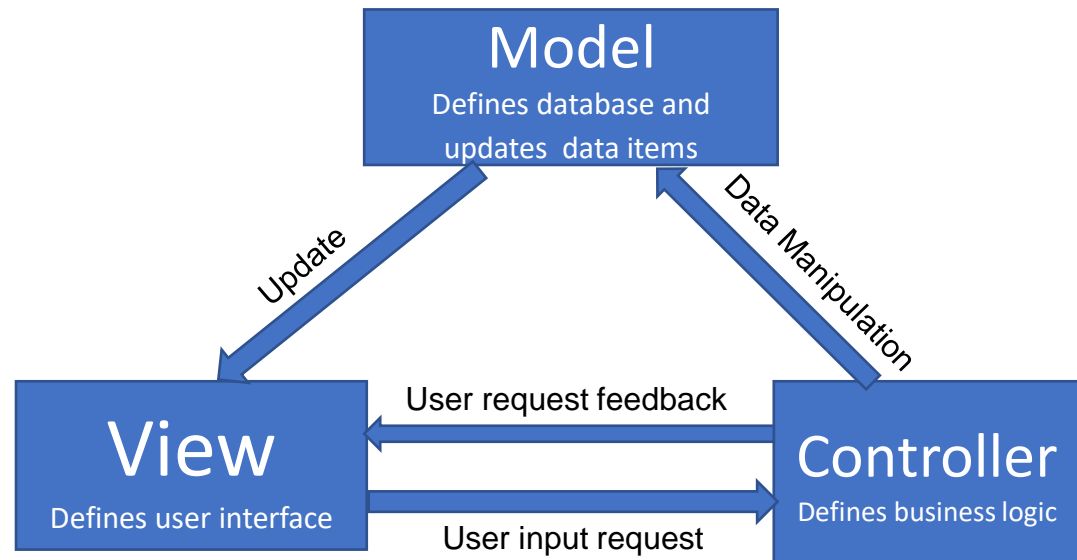 Model
Defines database and
updates  data items
Update
Data Manipulation
User request feedback
View
Defines user interface
Controller
Defines business logic
User input request